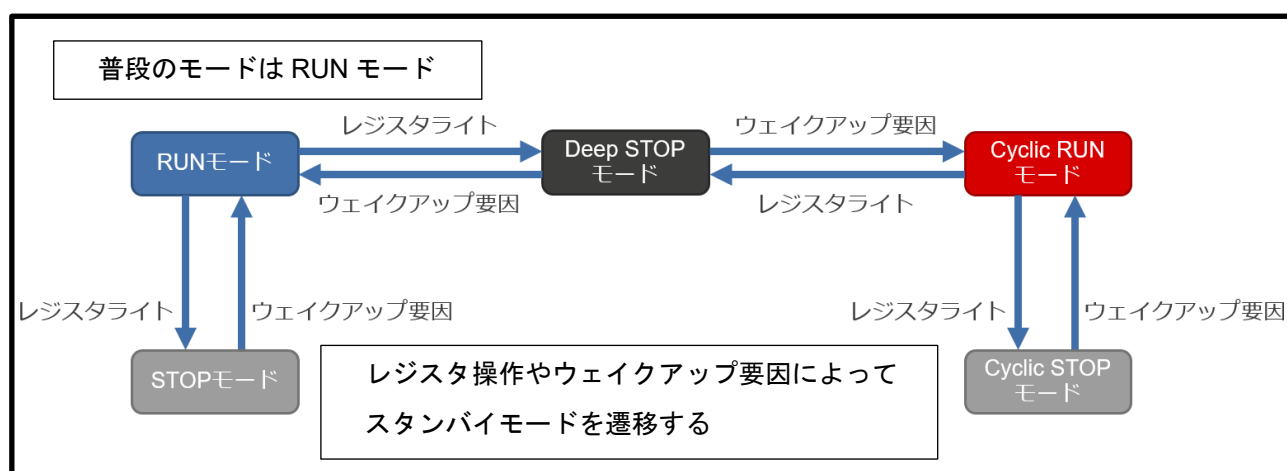 普段のモードは RUN モード
レジスタライト
ウェイクアップ要因
RUNモード
Deep STOP
モード
Cyclic RUN
モード
ウェイクアップ要因
レジスタライト
レジスタライト
ウェイクアップ要因
レジスタライト
ウェイクアップ要因
STOPモード
レジスタ操作やウェイクアップ要因によって
スタンバイモードを遷移する
Cyclic STOP
モード